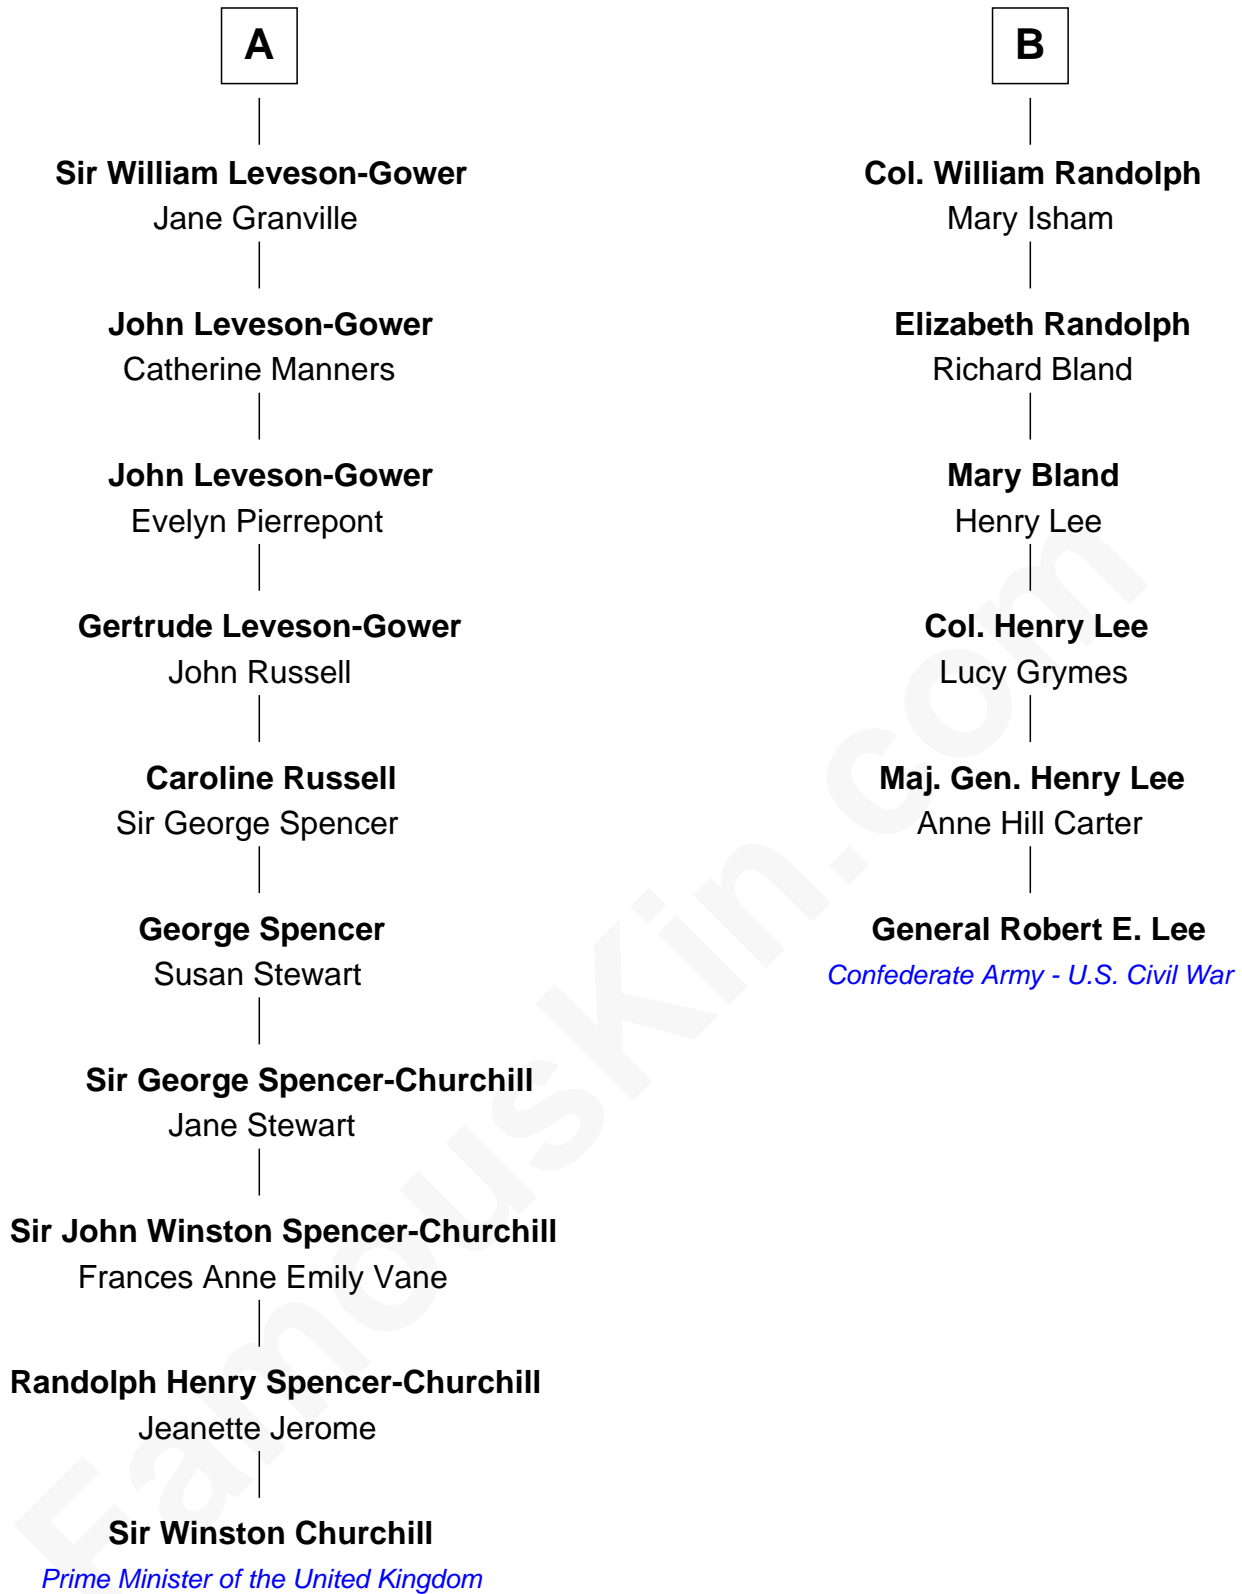 A
Sir William Leveson-Gower
Jane Granville
John Leveson-Gower
Catherine Manners
John Leveson-Gower
Evelyn Pierrepont
Gertrude Leveson-Gower
John Russell
Caroline Russell
Sir George Spencer
George Spencer
Susan Stewart
Sir George Spencer-Churchill
Jane Stewart
Sir John Winston Spencer-Churchill
Frances Anne Emily Vane
Randolph Henry Spencer-Churchill
Jeanette Jerome
Sir Winston Churchill
Prime Minister of the United Kingdom
B
Col. William Randolph
Mary Isham
Elizabeth Randolph
Richard Bland
Mary Bland
Henry Lee
Col. Henry Lee
Lucy Grymes
Maj. Gen. Henry Lee
Anne Hill Carter
General Robert E. Lee
Confederate Army - U.S. Civil War
FamousKin.com